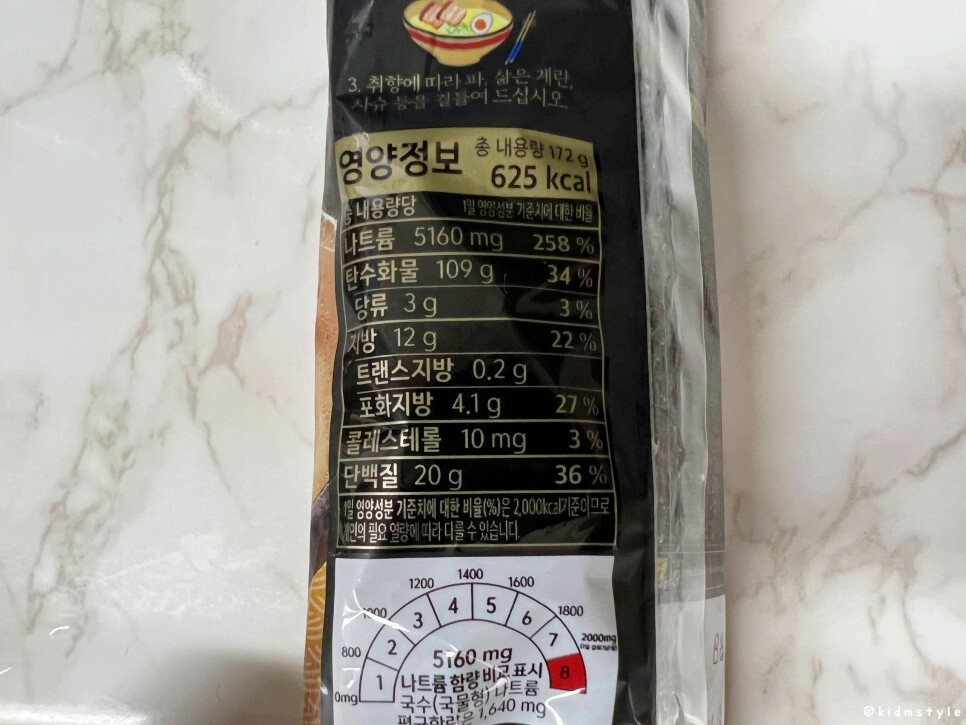 3. 취향에 따라 파, 삶은 계란,
차슈 등을 곁들여 드십시오.
영양정보 총 내용량 172 g
625 kcal
총 내용량당 1일 영양성분 기준치에 대한 비율
나트륨 5160 mg 258 %
탄수화물 109 g 34 %
당류 3 g 3 %
지방 12 g 22 %
트랜스지방 0.2 g
포화지방 4.1 g 27 %
콜레스테롤 10 mg 3 %
단백질 20 g 36 %
1일 영양성분 기준치에 대한 비율(%)은 2,000kcal기준이므로
개인의 필요 열량에 따라 다를 수 있습니다.
0mg 800 1000 1200 1400 1600 1800 2000mg
1 2 3 4 5 6 7 8
5160 mg
나트륨 함량 비교 표시
국수(국물형) 나트륨
평균함량은 1,640 mg
@kidmstyle